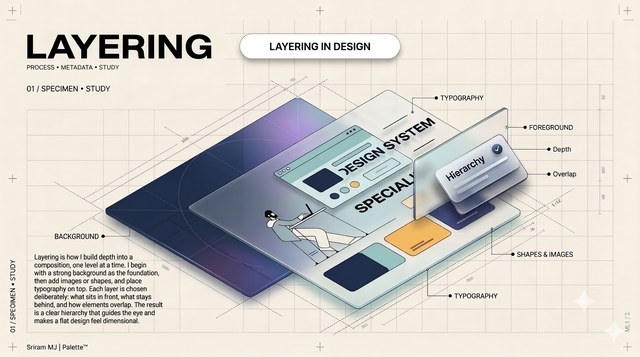 LAYERING
PROCESS • METADATA • STUDY
LAYERING IN DESIGN
01 / SPECIMEN • STUDY
TYPOGRAPHY
FOREGROUND
Depth
Overlap
DESIGN SYSTEM
SPECIALI
Hierarchy
BACKGROUND
SHAPES & IMAGES
TYPOGRAPHY
Layering is how I build depth into a
composition, one level at a time. I begin
with a strong background as the foundation,
then add images or shapes, and place
typography on top. Each layer is chosen
deliberately: what sits in front, what stays
behind, and how elements overlap. The result
is a clear hierarchy that guides the eye and
makes a flat design feel dimensional.
01 / SPECIMEN • STUDY
Sriram MJ | Palette™